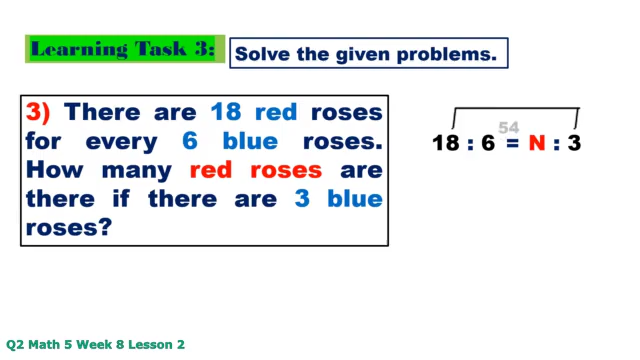 Learning Task 3:
Solve the given problems.
3) There are 18 red roses
for every 6 blue roses.
How many red roses are
there if there are 3 blue
roses?
54
18 : 6 = N : 3
Q2 Math 5 Week 8 Lesson 2